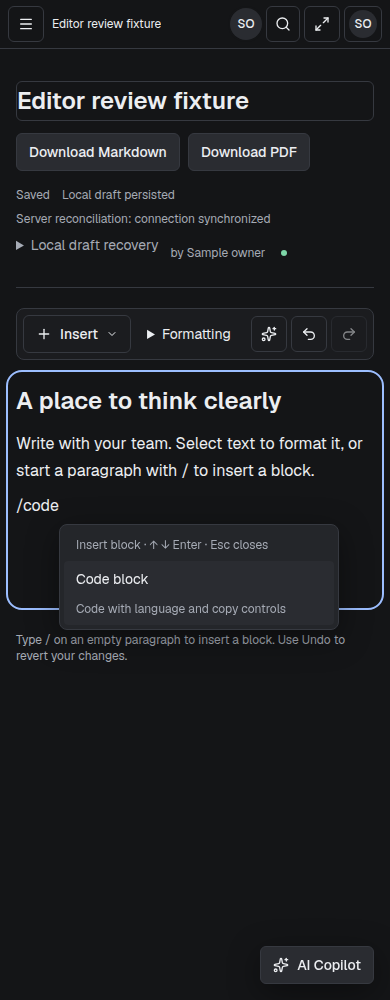 Editor review fixture
SO
SO
Editor review fixture
Download Markdown
Download PDF
Saved
Local draft persisted
Server reconciliation: connection synchronized
Local draft recovery
by Sample owner
Insert
Formatting
A place to think clearly
Write with your team. Select text to format it, or
start a paragraph with / to insert a block.
/code
Insert block · ↑ ↓ Enter · Esc closes
Code block
Code with language and copy controls
Type / on an empty paragraph to insert a block. Use Undo to
revert your changes.
AI Copilot